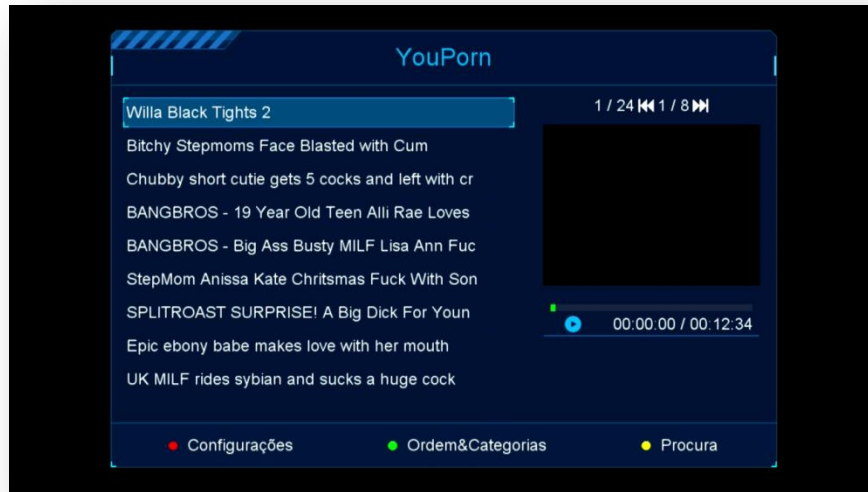 YouPorn
Willa Black Tights 2
Bitchy Stepmoms Face Blasted with Cum
Chubby short cutie gets 5 cocks and left with cr
BANGBROS - 19 Year Old Teen Alli Rae Loves
BANGBROS - Big Ass Busty MILF Lisa Ann Fuc
StepMom Anissa Kate Chritsmas Fuck With Son
SPLITROAST SURPRISE! A Big Dick For Youn
Epic ebony babe makes love with her mouth
UK MILF rides sybian and sucks a huge cock
1 / 24 1 / 8
00:00:00 / 00:12:34
Configurações Ordem&Categorias Procura